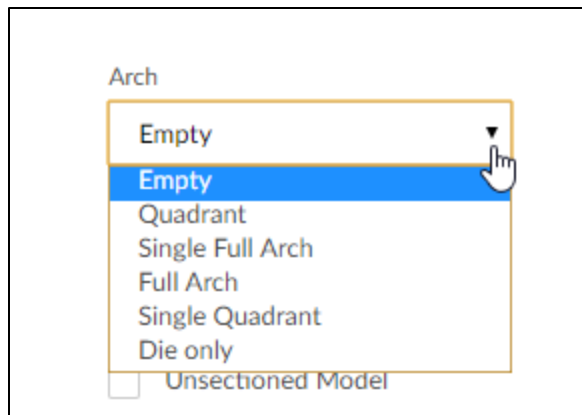 Arch
Empty
Empty
Quadrant
Single Full Arch
Full Arch
Single Quadrant
Die only
Unsectioned Model